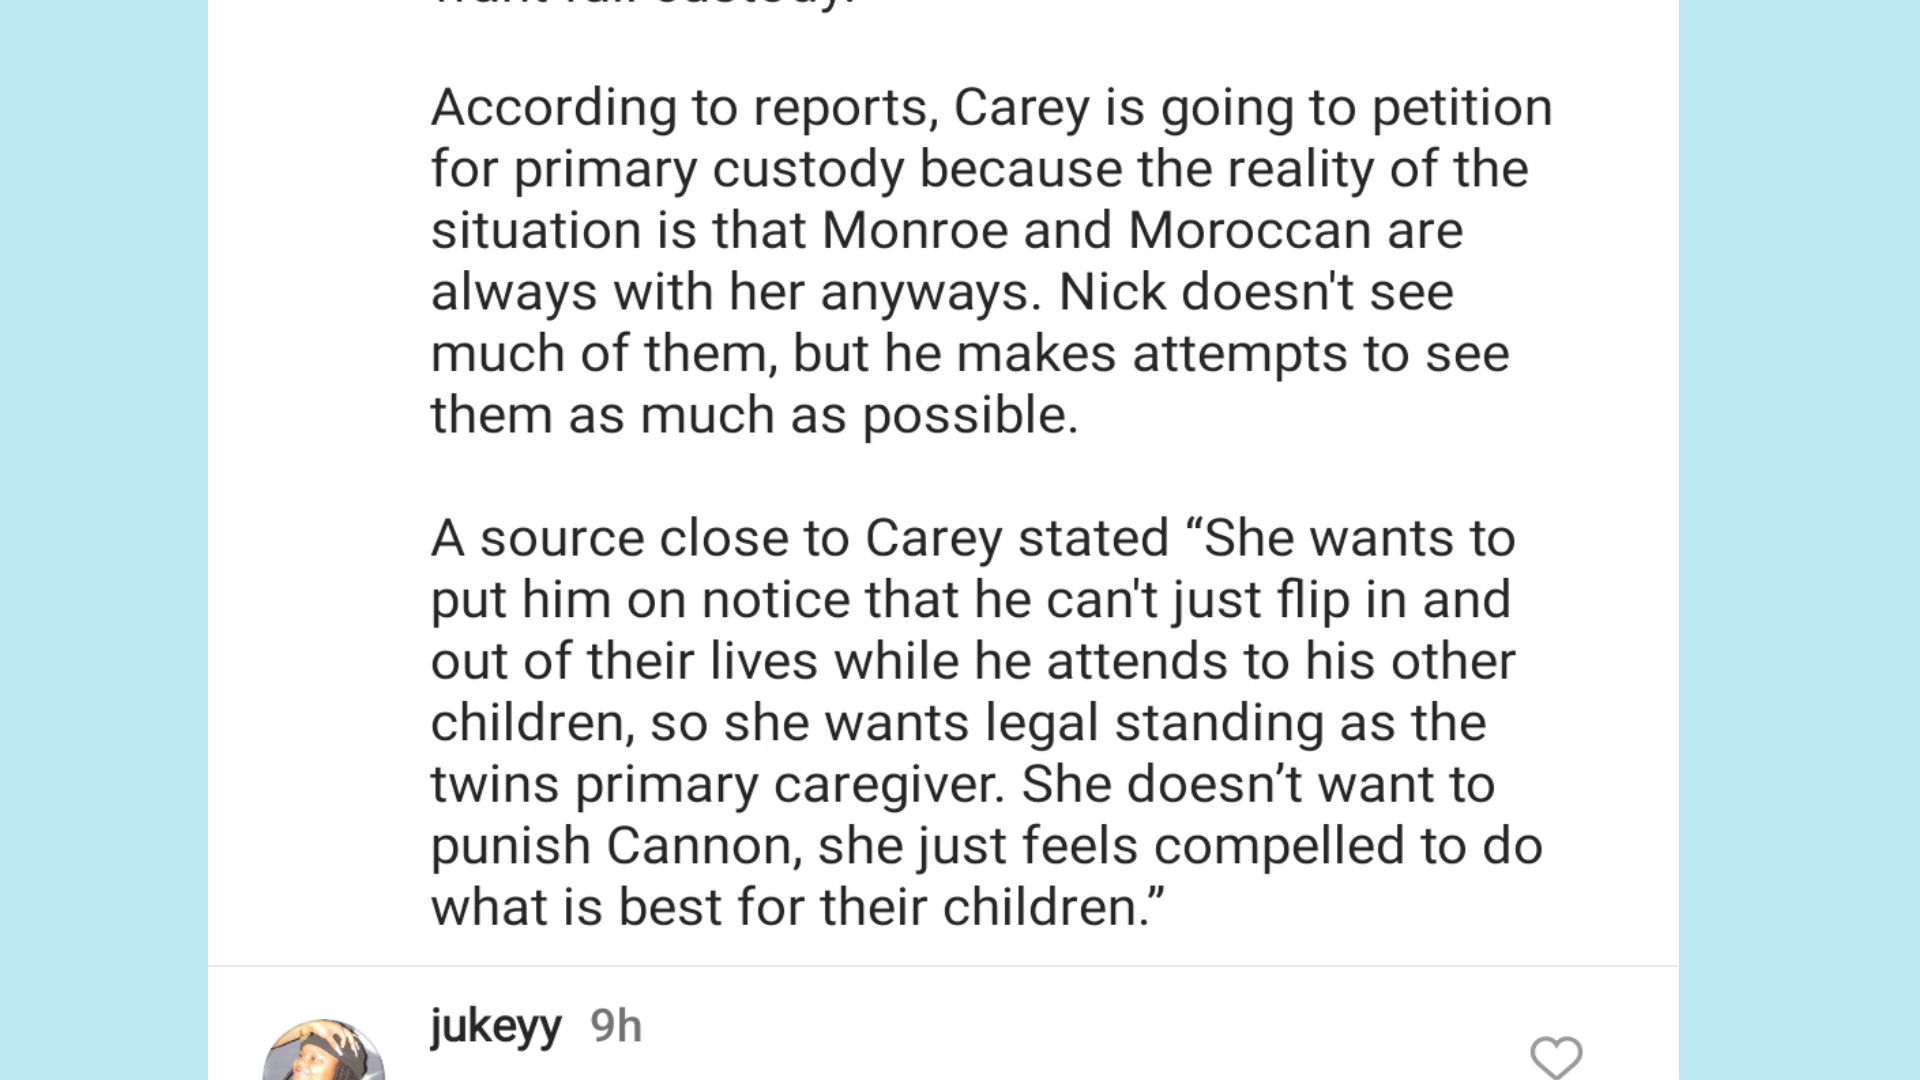 want full custody.
According to reports, Carey is going to petition
for primary custody because the reality of the
situation is that Monroe and Moroccan are
always with her anyways. Nick doesn't see
much of them, but he makes attempts to see
them as much as possible.
A source close to Carey stated “She wants to
put him on notice that he can't just flip in and
out of their lives while he attends to his other
children, so she wants legal standing as the
twins primary caregiver. She doesn’t want to
punish Cannon, she just feels compelled to do
what is best for their children.”
jukeyy 9h